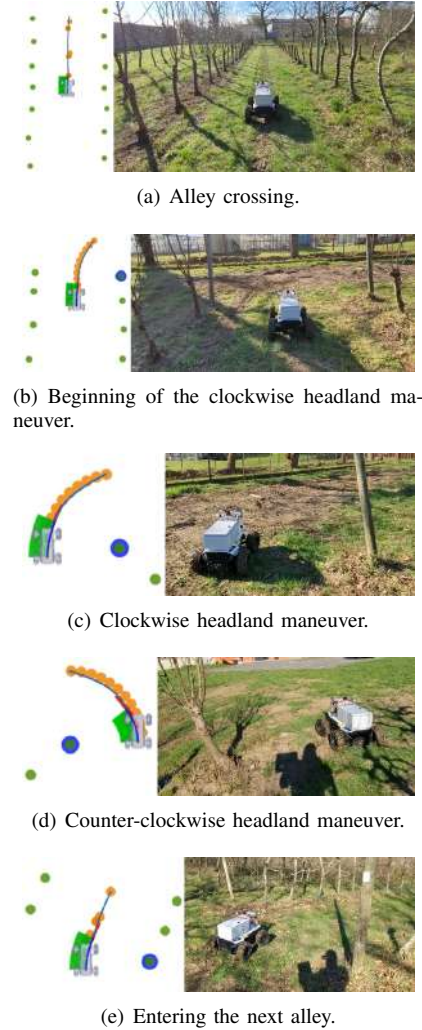 (a) Alley crossing.
(b) Beginning of the clockwise headland ma-
neuver.
(c) Clockwise headland maneuver.
(d) Counter-clockwise headland maneuver.
(e) Entering the next alley.